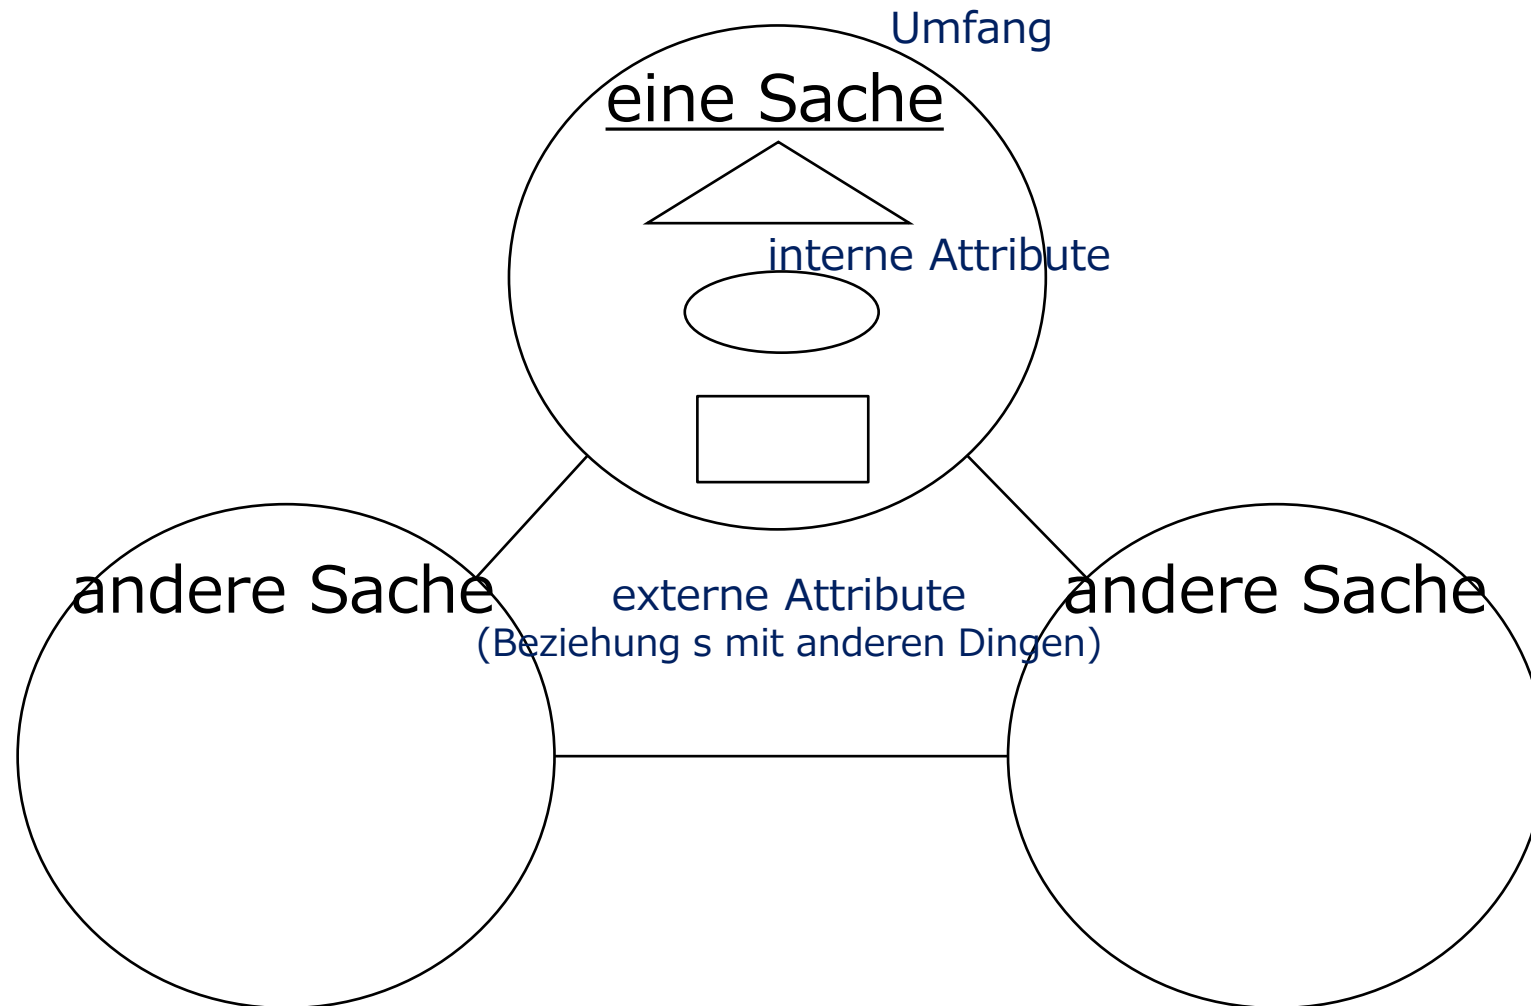 Umfang
eine Sache
interne Attribute
andere Sache
externe Attribute
(Beziehung s mit anderen Dingen)
andere Sache